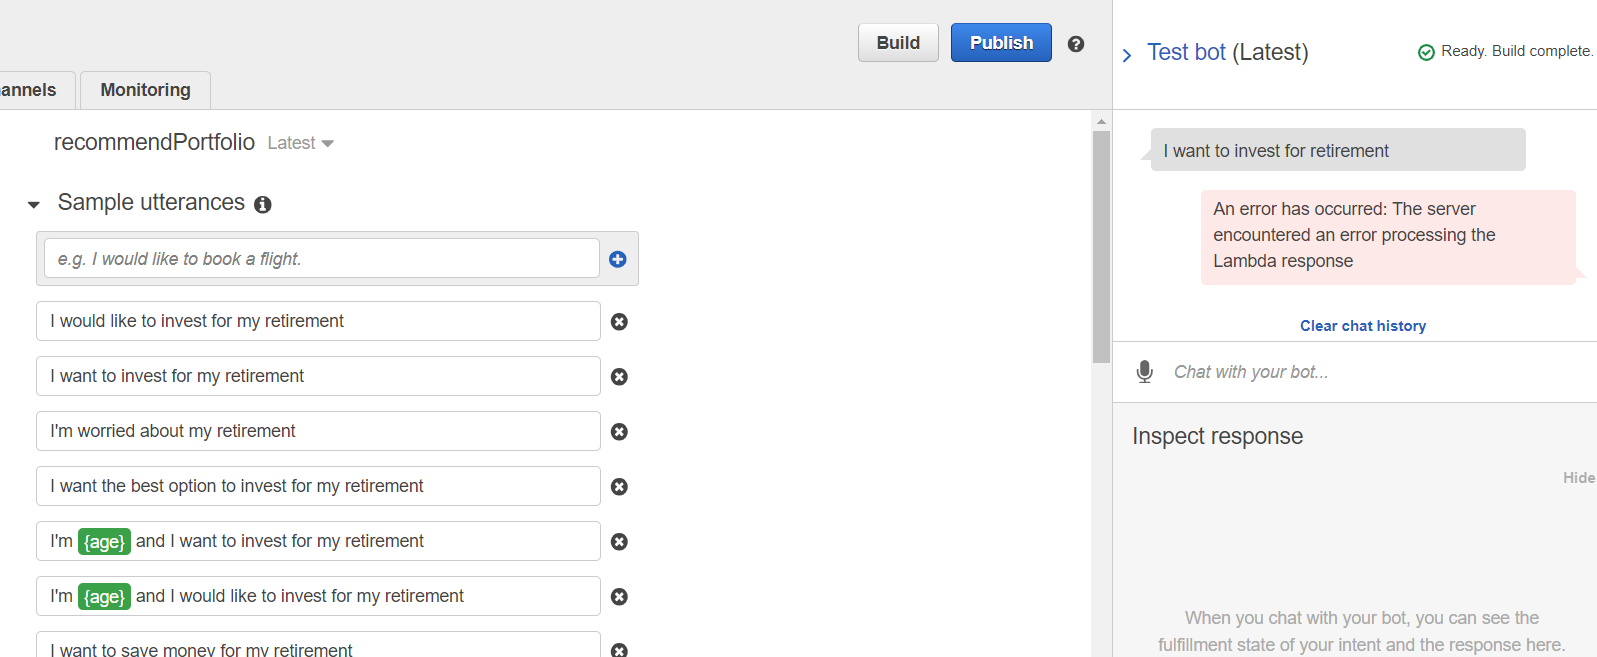 Build
Publish
annels
Monitoring
recommendPortfolio Latest
Sample utterances
e.g. I would like to book a flight.
I would like to invest for my retirement
I want to invest for my retirement
I'm worried about my retirement
I want the best option to invest for my retirement
I'm {age} and I want to invest for my retirement
I'm {age} and I would like to invest for my retirement
I want to save money for my retirement
Test bot (Latest)
Ready. Build complete.
I want to invest for retirement
An error has occurred: The server
encountered an error processing the
Lambda response
Clear chat history
Chat with your bot...
Inspect response
Hide
When you chat with your bot, you can see the
fulfillment state of your intent and the response here.